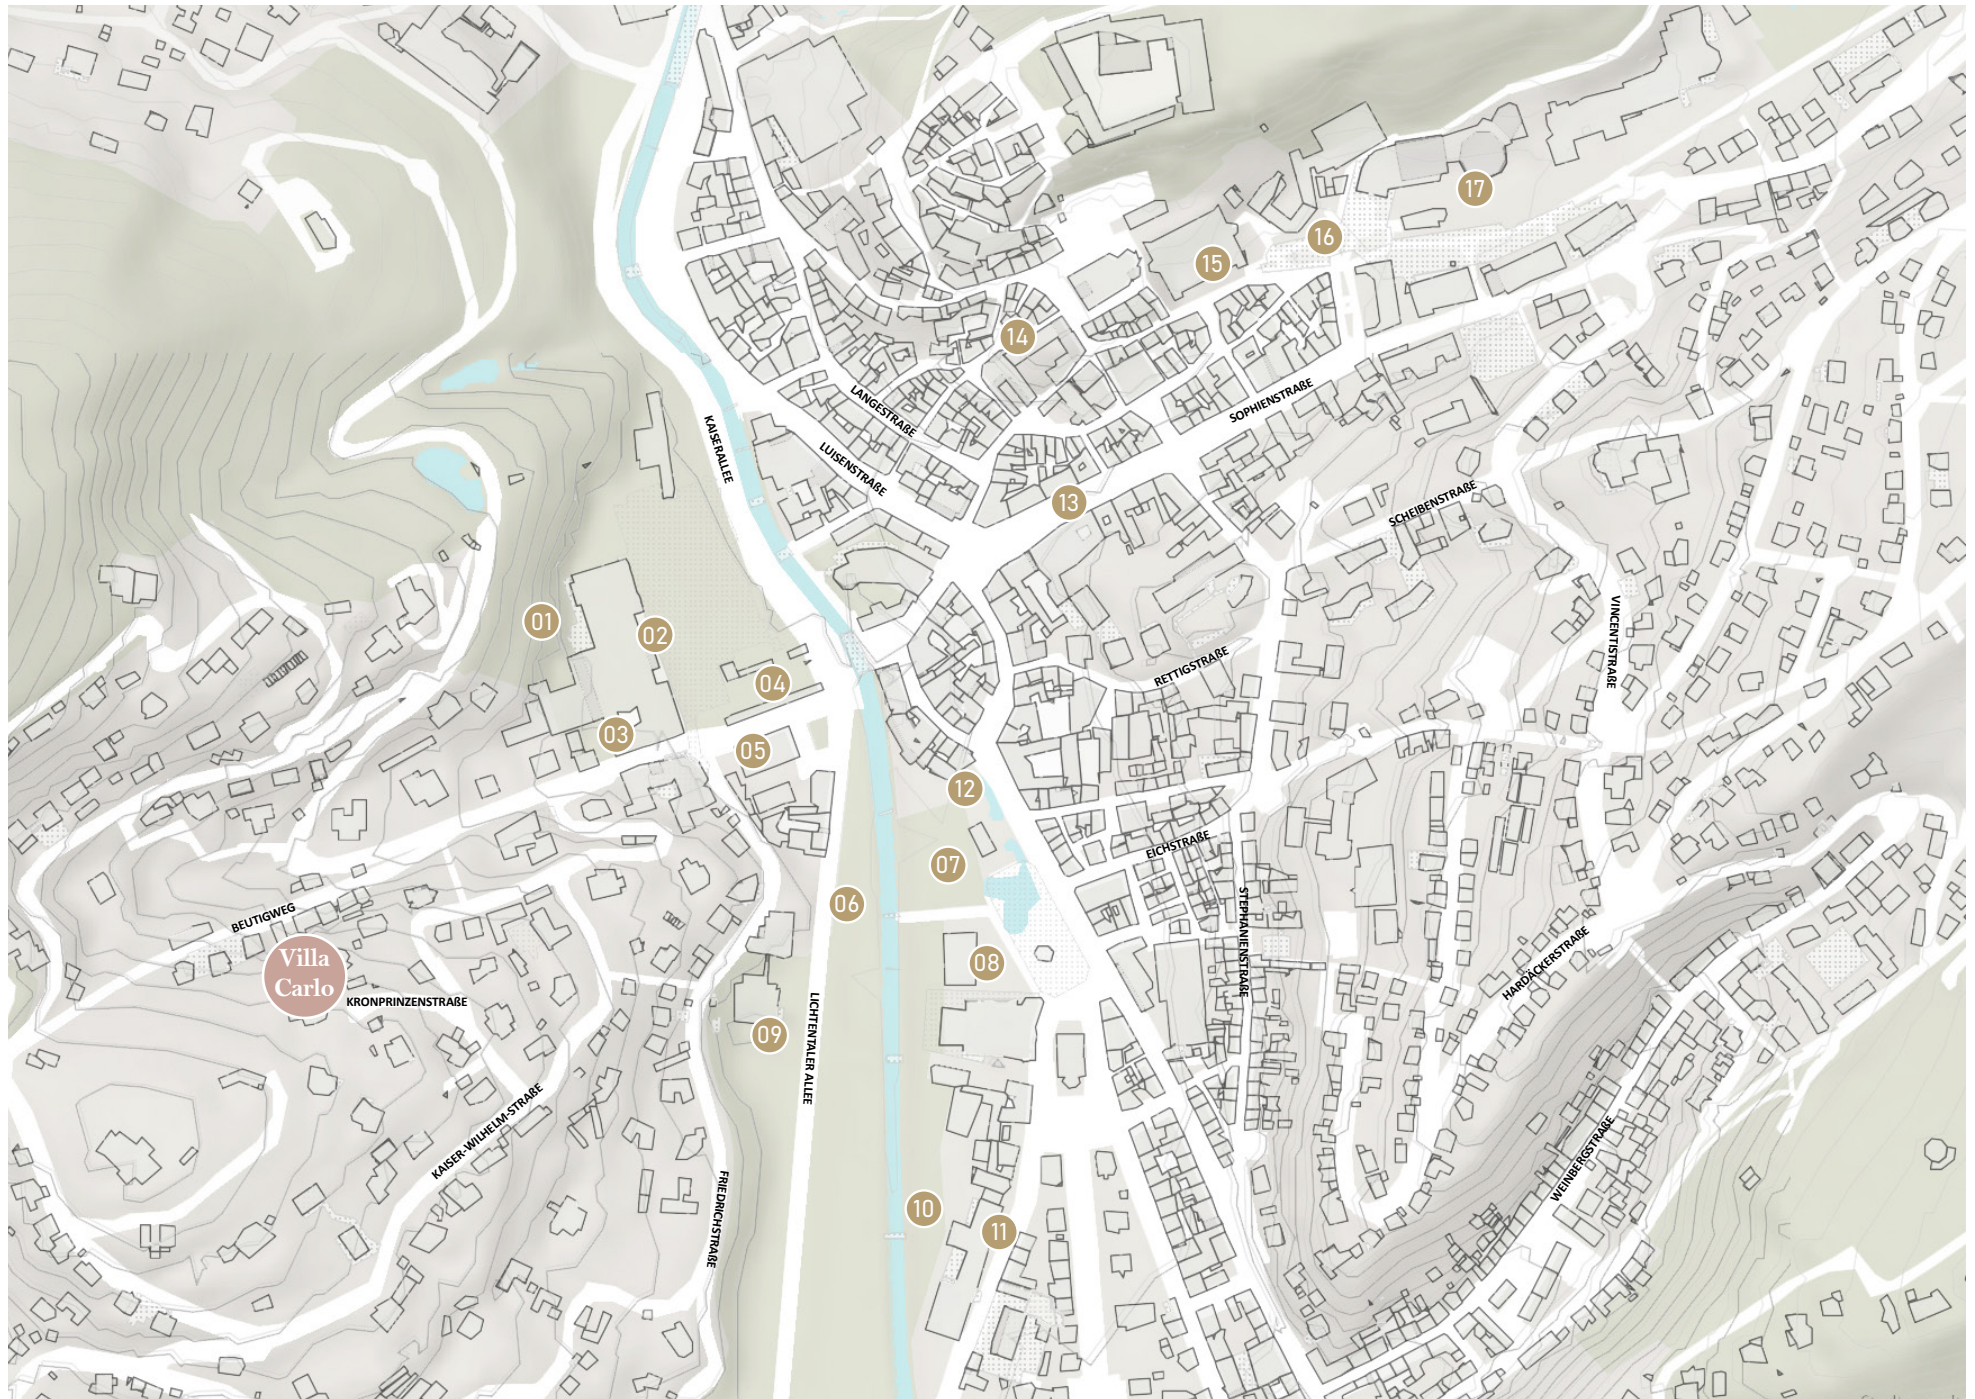 17
16
15
14
LANGESTRAßE
SOPHIENSTRAßE
KAISERALLEE
LUISENSTRAßE
13
SCHEIBENSTRAßE
01
02
VINCENTISTRAßE
RETTIGSTRAßE
04
03
05
12
EICHSTRAßE
07
06
STEPHANIENSTRAßE
BEUTIGWEG
Villa
Carlo
08
HARDÄCKERSTRAßE
KRONPRINZENSTRAßE
09
LICHTENTALER ALLEE
KAISER-WILHELM-STRAßE
WEINBERGSTRAßE
FRIEDRICHSTRAßE
10
11